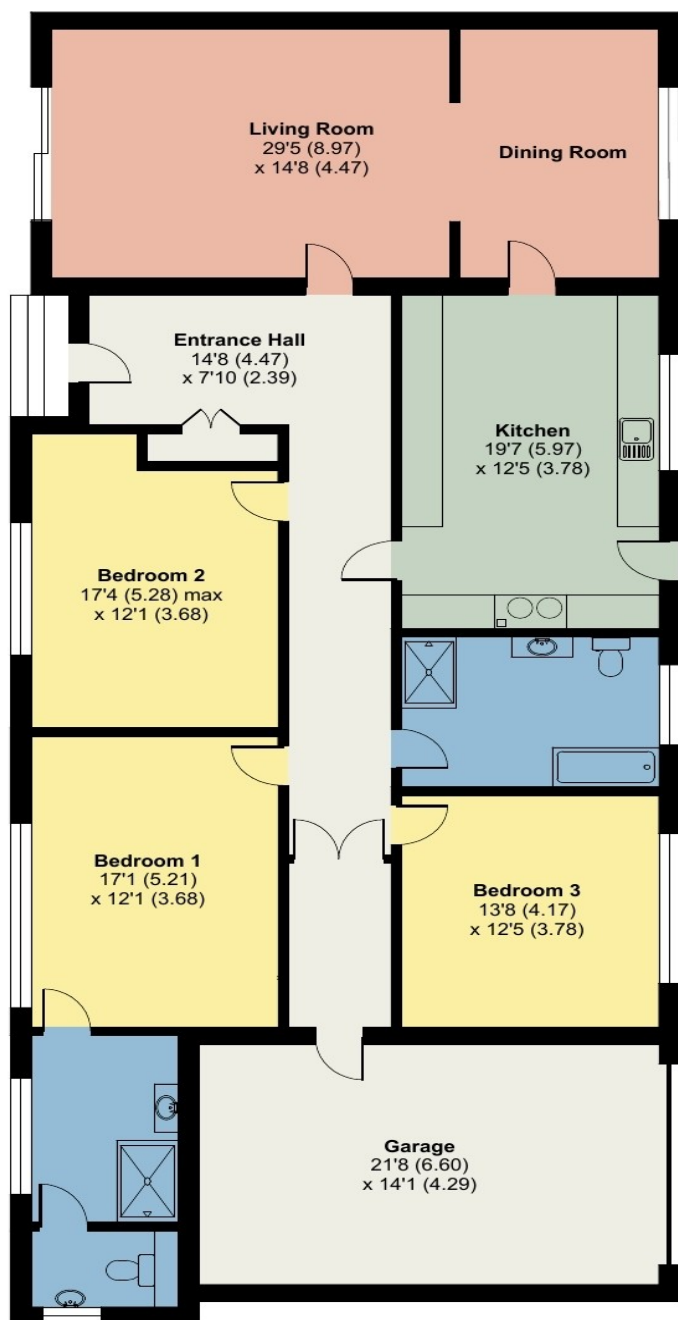 Living Room
29'5 (8.97)
x 14'8 (4.47)
Dining Room
Entrance Hall
14'8 (4.47)
x 7'10 (2.39)
Kitchen
19'7 (5.97)
x 12'5 (3.78)
Bedroom 2
17'4 (5.28) max
x 12'1 (3.68)
Bedroom 1
17'1 (5.21)
x 12'1 (3.68)
Bedroom 3
13'8 (4.17)
x 12'5 (3.78)
Garage
21'8 (6.60)
x 14'1 (4.29)